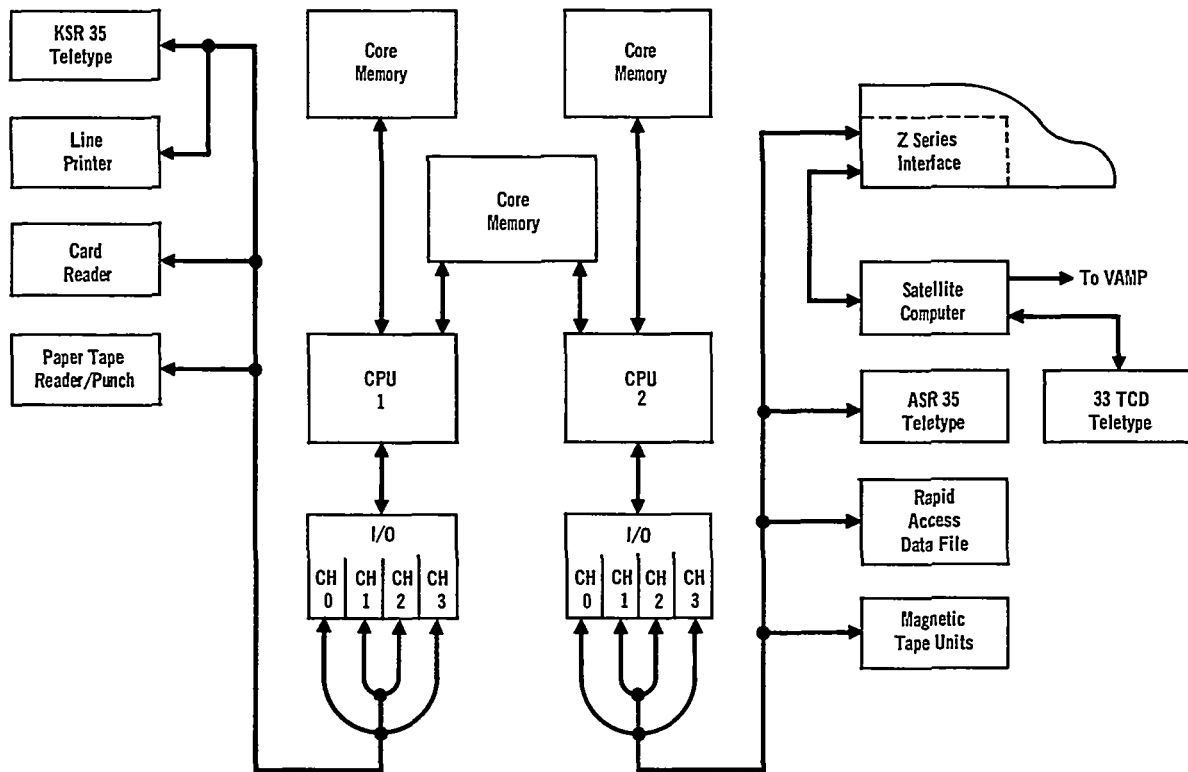 KSR 35
Teletype
Line
Printer
Card
Reader
Paper Tape
Reader/Punch
Core
Memory
Core
Memory
Core
Memory
CPU
1
CPU
2
I/O
CH
0
CH
1
CH
2
CH
3
I/O
CH
0
CH
1
CH
2
CH
3
Z Series
Interface
Satellite
Computer
To VAMP
33 TCD
Teletype
ASR 35
Teletype
Rapid
Access
Data File
Magnetic
Tape Units